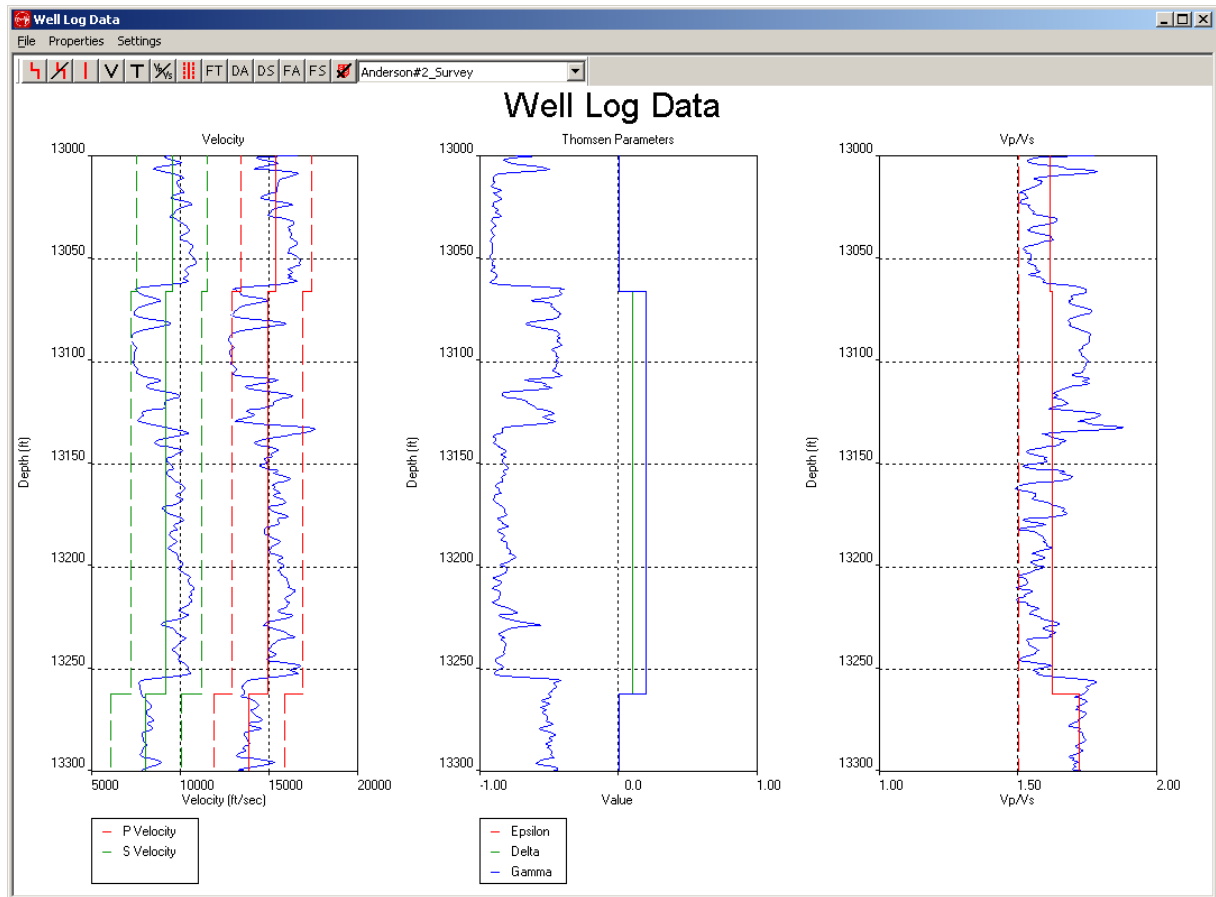 Well Log Data
File Properties Settings
V T Vp/Vs FT DA DS FA FS Anderson#2_Survey
Well Log Data
Velocity
13000
13050
13100
13150
13200
13250
13300
Depth (ft)
5000 10000 15000 20000
Velocity (ft/sec)
P Velocity
S Velocity
Thomsen Parameters
13000
13050
13100
13150
13200
13250
13300
Depth (ft)
-1.00 0.0 1.00
Value
Epsilon
Delta
Gamma
Vp/Vs
13000
13050
13100
13150
13200
13250
13300
Depth (ft)
1.00 1.50 2.00
Vp/Vs